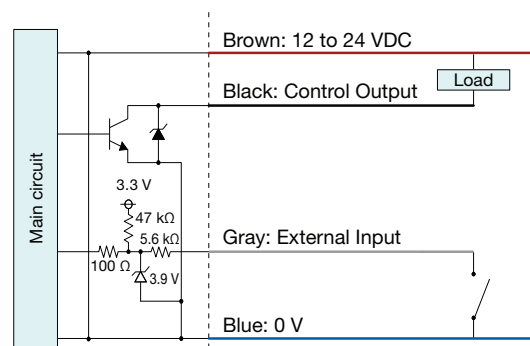 Brown: 12 to 24 VDC
Load
Black: Control Output
Main circuit
3.3 V
47 kΩ
5.6 kΩ
Gray: External Input
100 Ω
3.9 V
Blue: 0 V